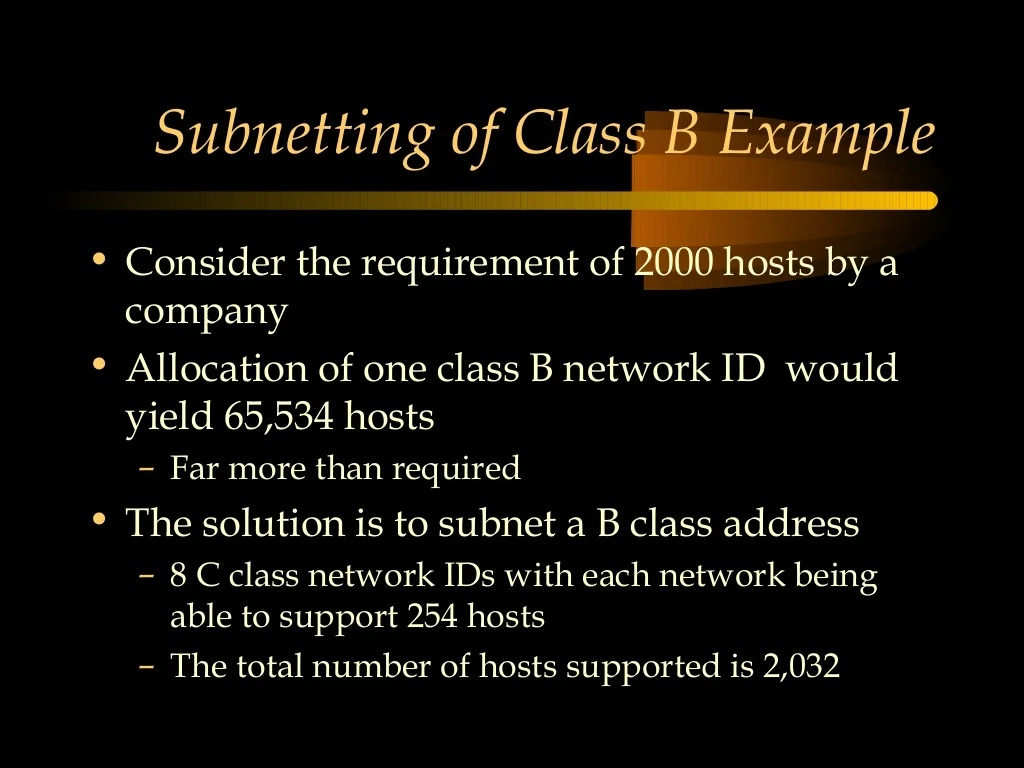 Subnetting of Class B Example
• Consider the requirement of 2000 hosts by a
company
• Allocation of one class B network ID  would
yield 65,534 hosts
– Far more than required
• The solution is to subnet a B class address
– 8 C class network IDs with each network being
able to support 254 hosts
– The total number of hosts supported is 2,032